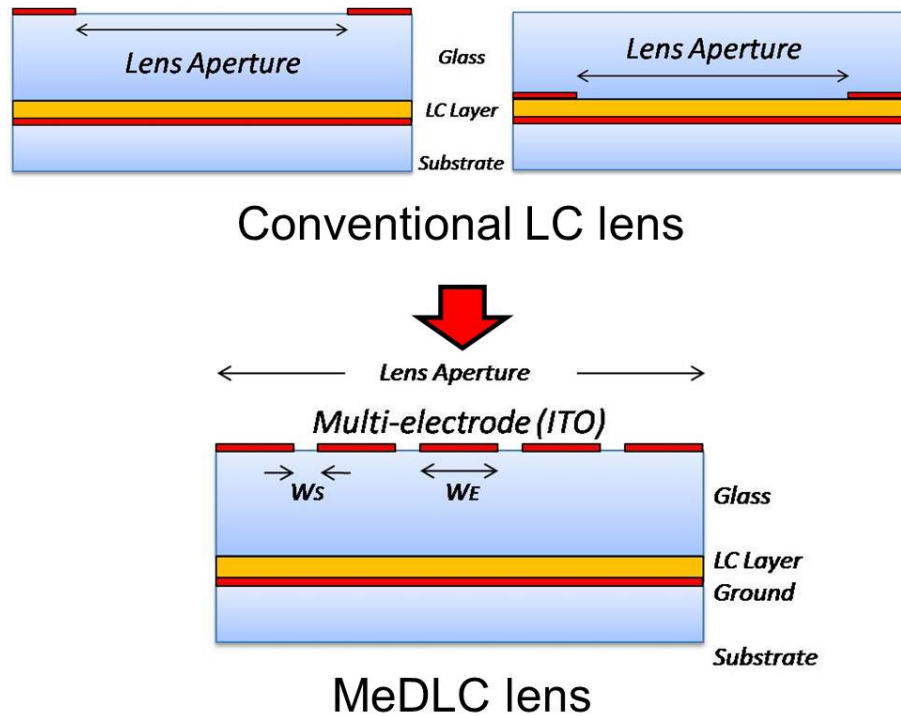 Lens Aperture
Glass
LC Layer
Substrate
Lens Aperture
Conventional LC lens
Lens Aperture
Multi-electrode (ITO)
WS
WE
Glass
LC Layer
Ground
Substrate
MeDLC lens